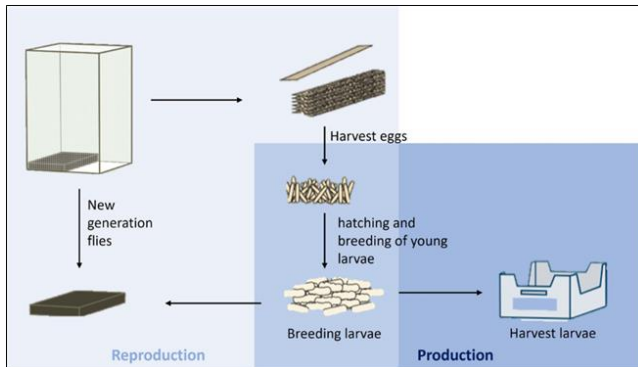 Harvest eggs
New
generation
flies
hatching and
breeding of young
larvae
Breeding larvae
Harvest larvae
Reproduction
Production